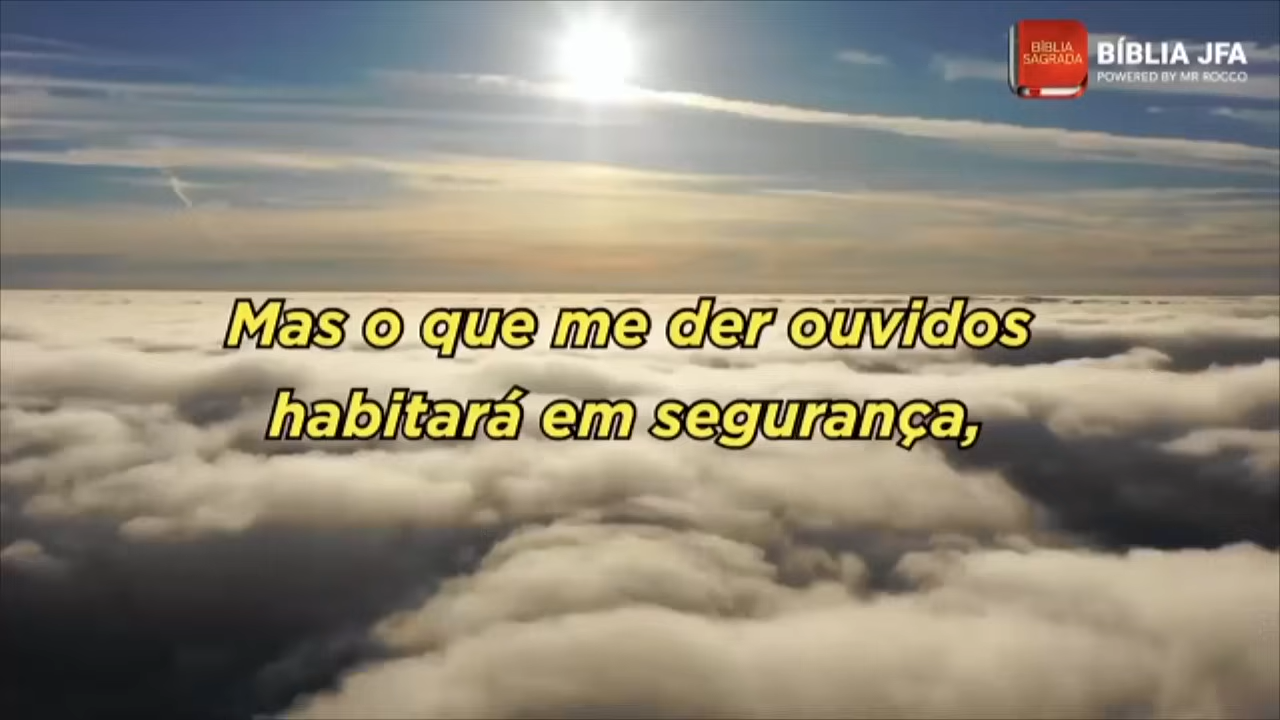 BÍBLIA
SAGRADA
BÍBLIA JFA
POWERED BY MR ROCCO
Mas o que me der ouvidos
habitará em segurança,